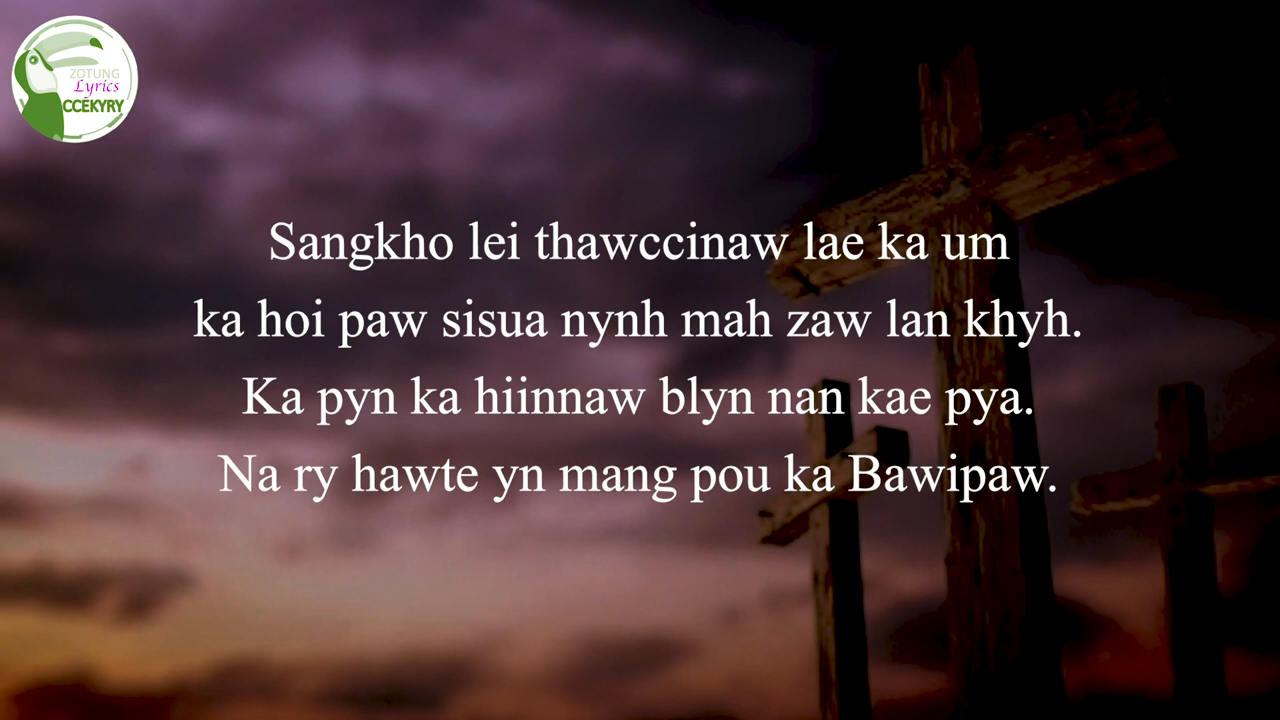 ZOTUNG
Lyrics
CCEKYRY
Sangkho lei thawccinaw lae ka um
ka hoi paw sisua nynh mah zaw lan khyh.
Ka pyn ka hiinnaw blyn nan kae pya.
Na ry hawte yn mang pou ka Bawipaw.